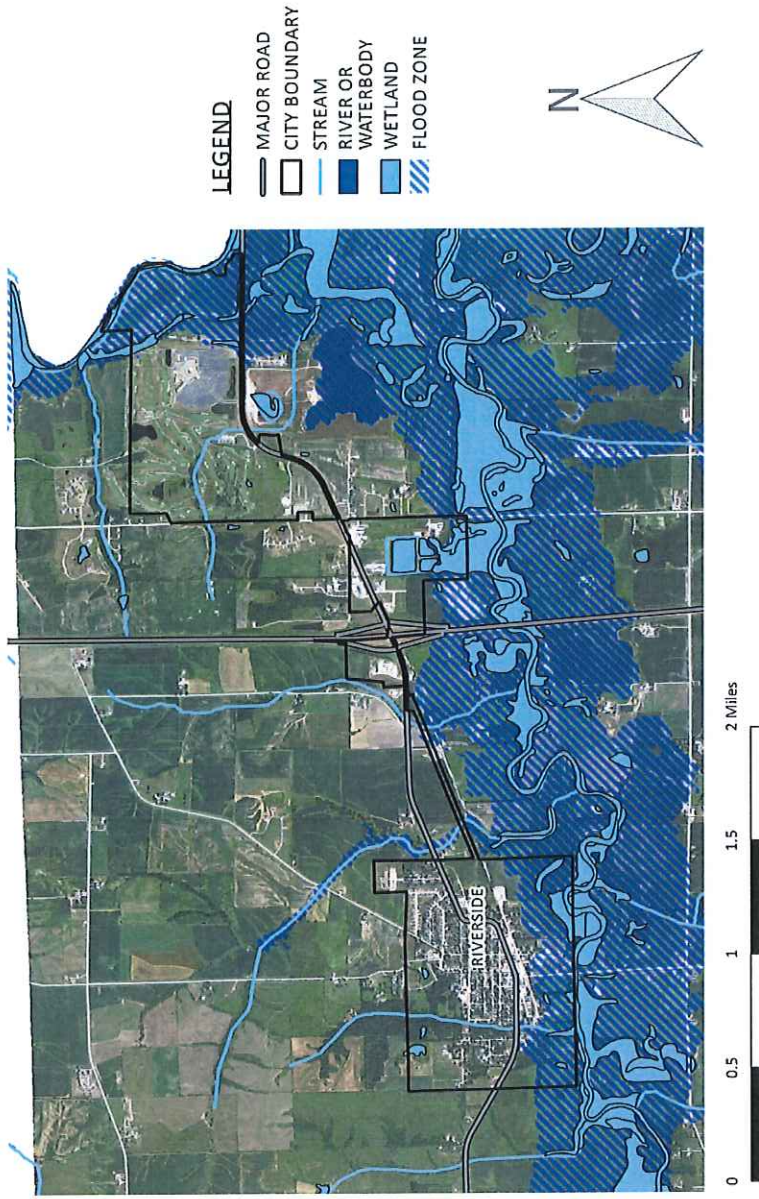 LEGEND
MAJOR ROAD
CITY BOUNDARY
STREAM
RIVER OR
WATERBODY
WETLAND
FLOOD ZONE
N
RIVERSIDE
0 0.5 1 1.5 2 Miles